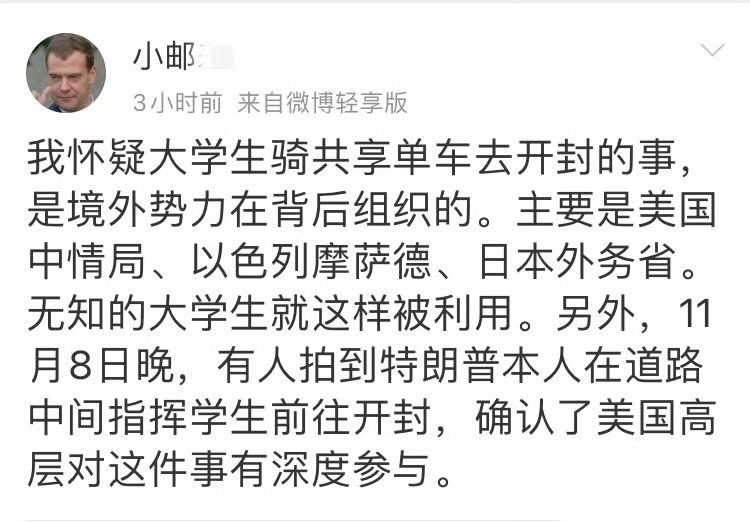 小邮
3小时前 来自微博轻享版
我怀疑大学生骑共享单车去开封的事，
是境外势力在背后组织的。主要是美国
中情局、以色列摩萨德、日本外务省。
无知的大学生就这样被利用。另外，11
月8日晚，有人拍到特朗普本人在道路
中间指挥学生前往开封，确认了美国高
层对这件事有深度参与。